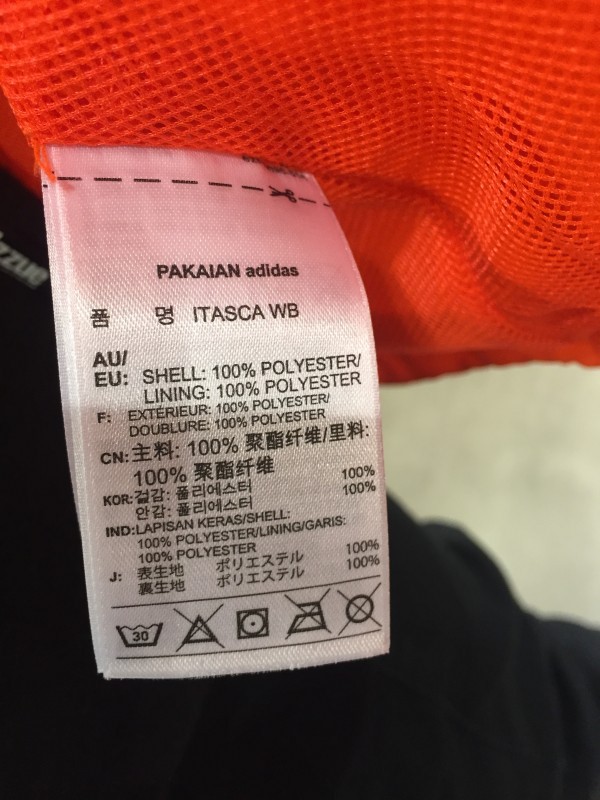 PAKAIAN adidas
품 명 ITASCA WB
AU/
EU: SHELL: 100% POLYESTER/
LINING: 100% POLYESTER
F: EXTÉRIEUR: 100% POLYESTER/
DOUBLURE: 100% POLYESTER
CN: 主料: 100% 聚酯纤维/里料:
100% 聚酯纤维
KOR: 겉감: 폴리에스터 100%
안감: 폴리에스터 100%
IND: LAPISAN KERAS/SHELL:
100% POLYESTER/LINING/GARIS:
100% POLYESTER
J: 表生地 ポリエステル 100%
裏生地 ポリエステル 100%
30